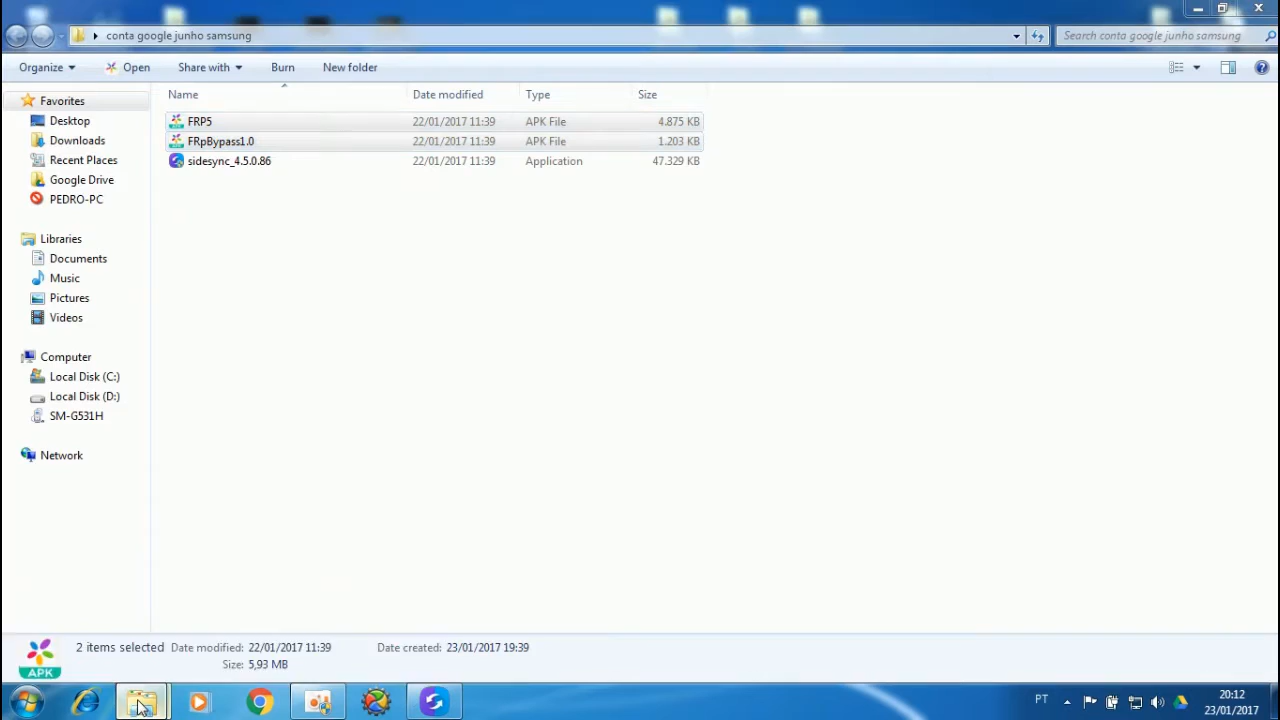 conta google junho samsung
Search conta google junho samsung
Organize Open Share with Burn New folder
Name Date modified Type Size
Favorites
Desktop
Downloads
Recent Places
Google Drive
PEDRO-PC
Libraries
Documents
Music
Pictures
Videos
Computer
Local Disk (C:)
Local Disk (D:)
SM-G531H
Network
FRP5 22/01/2017 11:39 APK File 4.875 KB
FRpBypass1.0 22/01/2017 11:39 APK File 1.203 KB
sidesync_4.5.0.86 22/01/2017 11:39 Application 47.329 KB
APK
2 items selected Date modified: 22/01/2017 11:39 Date created: 23/01/2017 19:39
Size: 5,93 MB
PT
20:12
23/01/2017